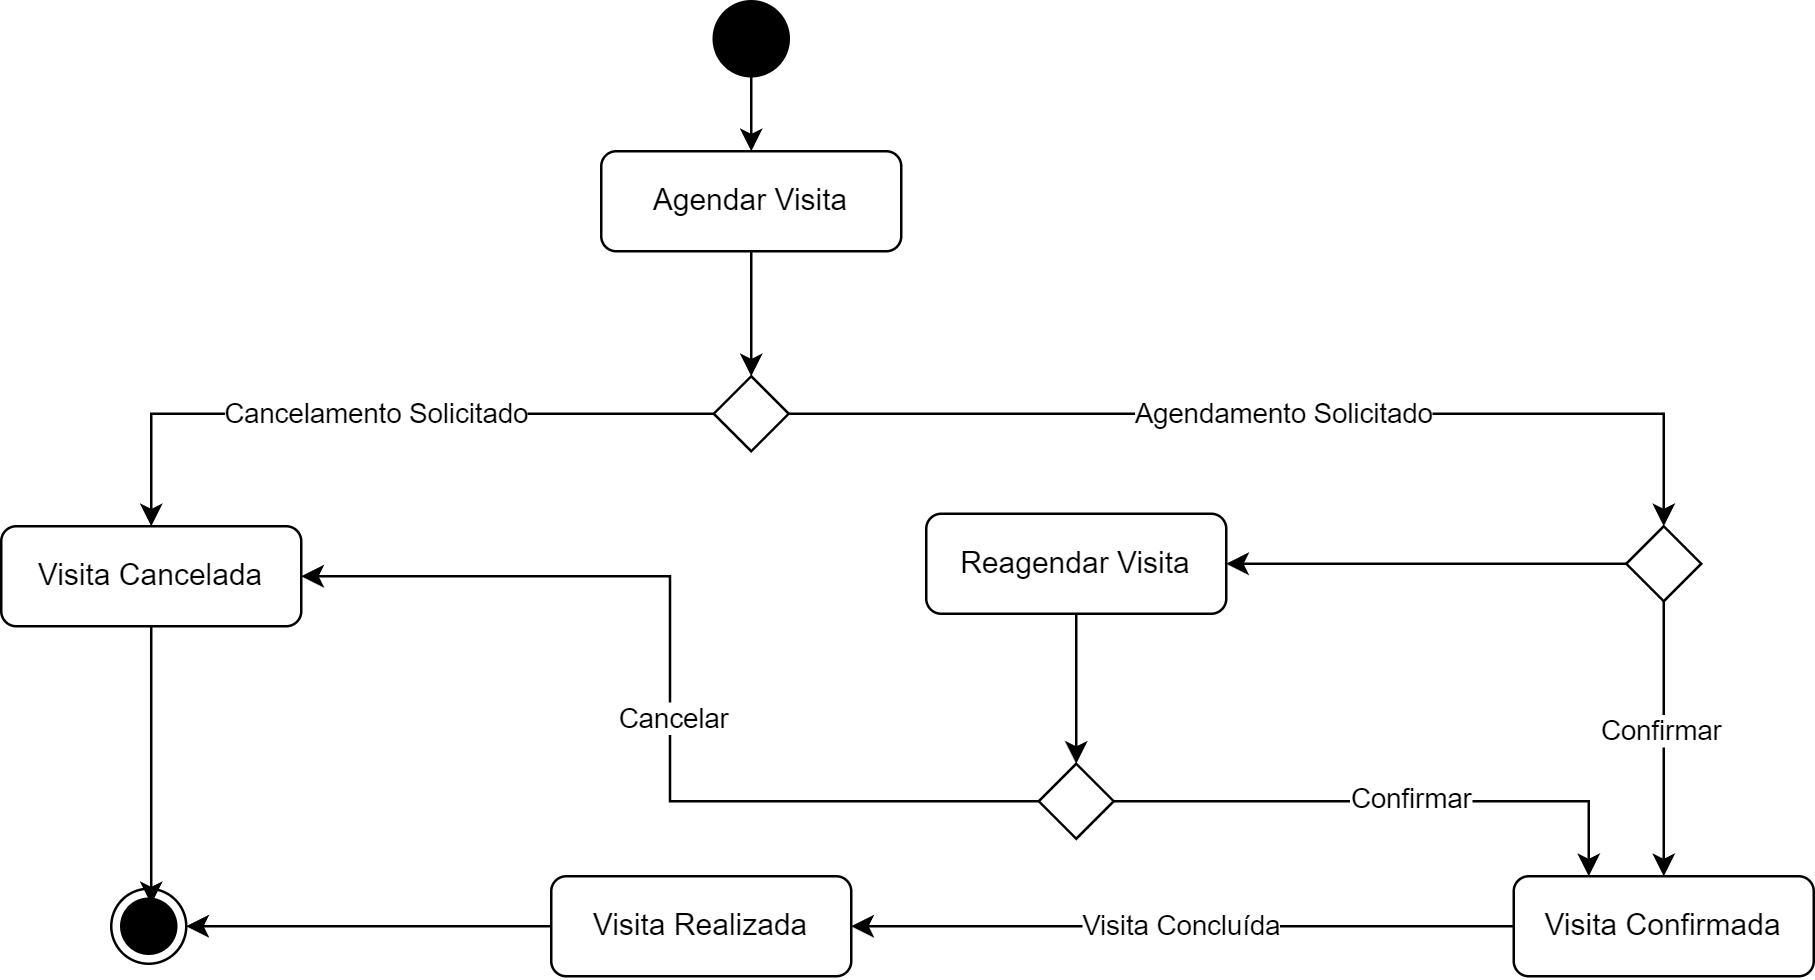 Agendar Visita
Cancelamento Solicitado
Agendamento Solicitado
Visita Cancelada
Reagendar Visita
Cancelar
Confirmar
Confirmar
Visita Realizada
Visita Concluída
Visita Confirmada